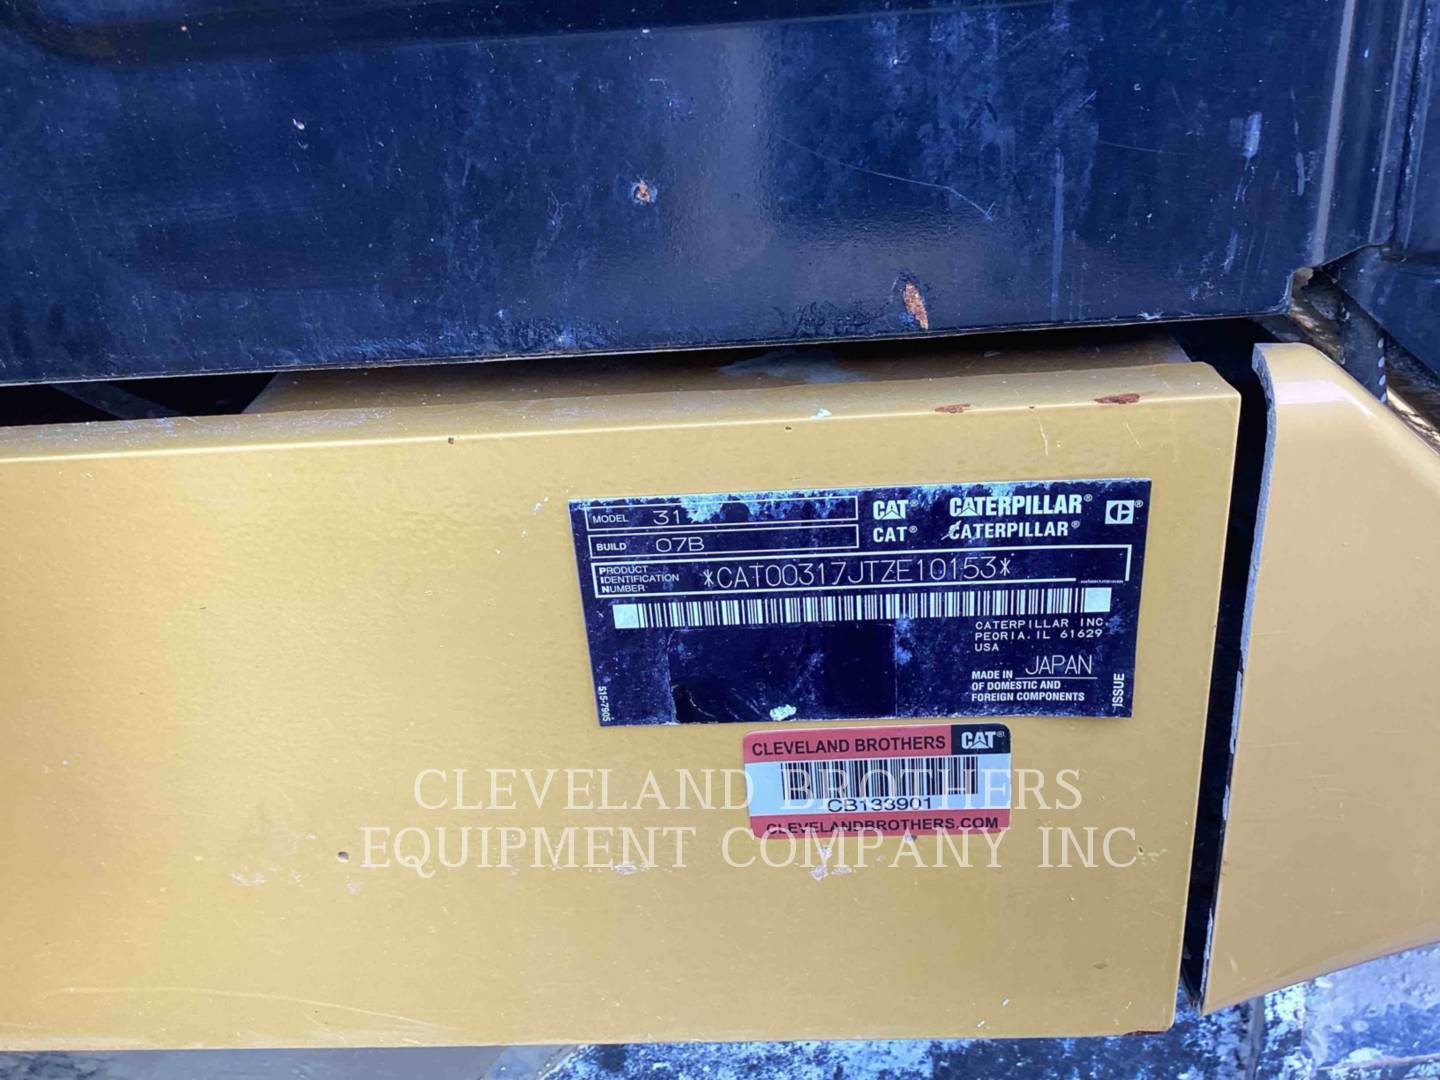 MODEL
BUILD 07B
CAT® CATERPILLAR®
CAT® CATERPILLAR®
PRODUCT IDENTIFICATION NUMBER *CAT00317JTZE10153*
CATERPILLAR INC.
PEORIA, IL 61629
USA
MADE IN JAPAN
OF DOMESTIC AND
FOREIGN COMPONENTS
515-7905
ISSUE
CLEVELAND BROTHERS CAT®
CB133901
CLEVELANDBROTHERS.COM
CLEVELAND BROTHERS
EQUIPMENT COMPANY INC